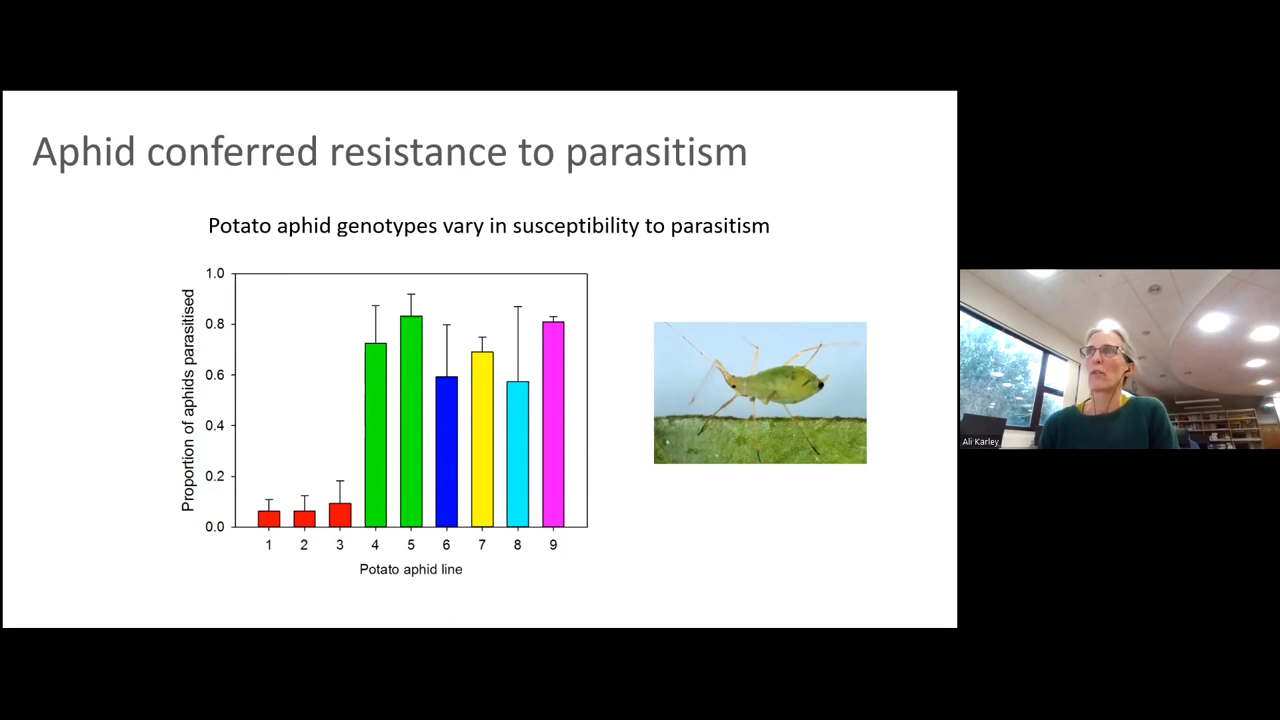 Aphid conferred resistance to parasitism
Potato aphid genotypes vary in susceptibility to parasitism
Proportion of aphids parasitised
1.0
0.8
0.6
0.4
0.2
0.0
1 2 3 4 5 6 7 8 9
Potato aphid line
Ali Karley